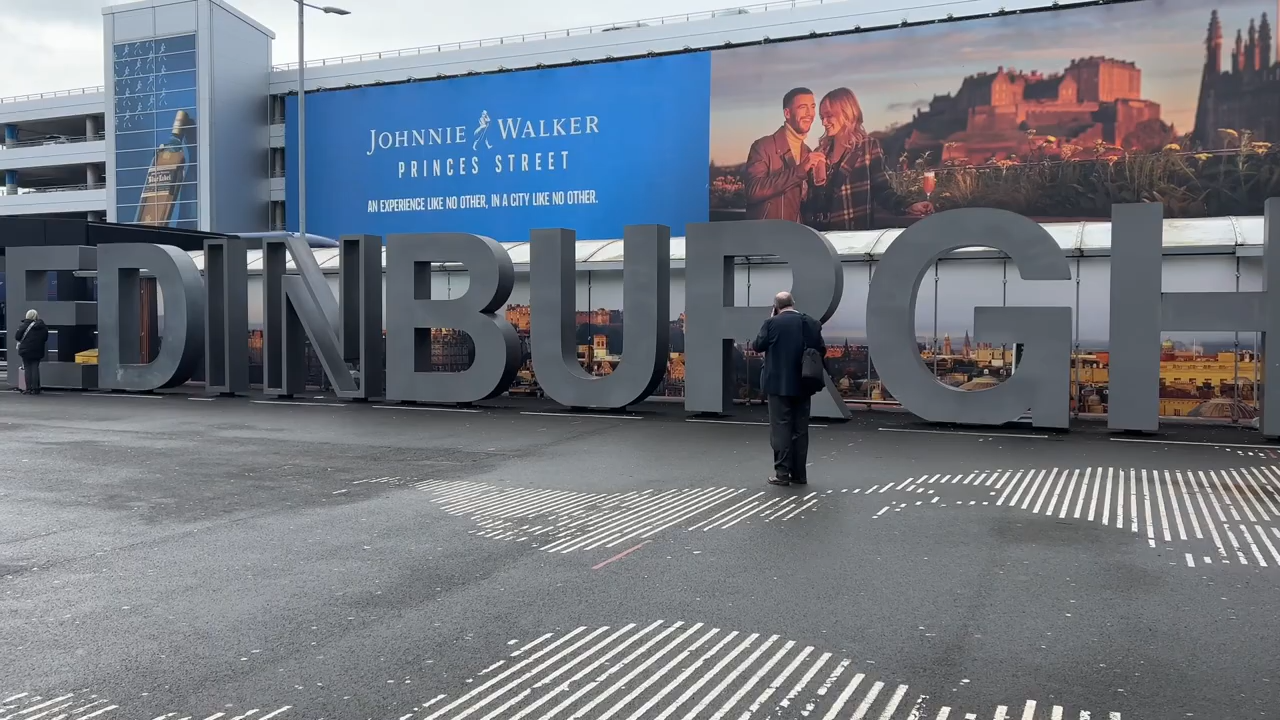 JOHNNIE WALKER
PRINCES STREET
AN EXPERIENCE LIKE NO OTHER, IN A CITY LIKE NO OTHER.
EDINBURGH